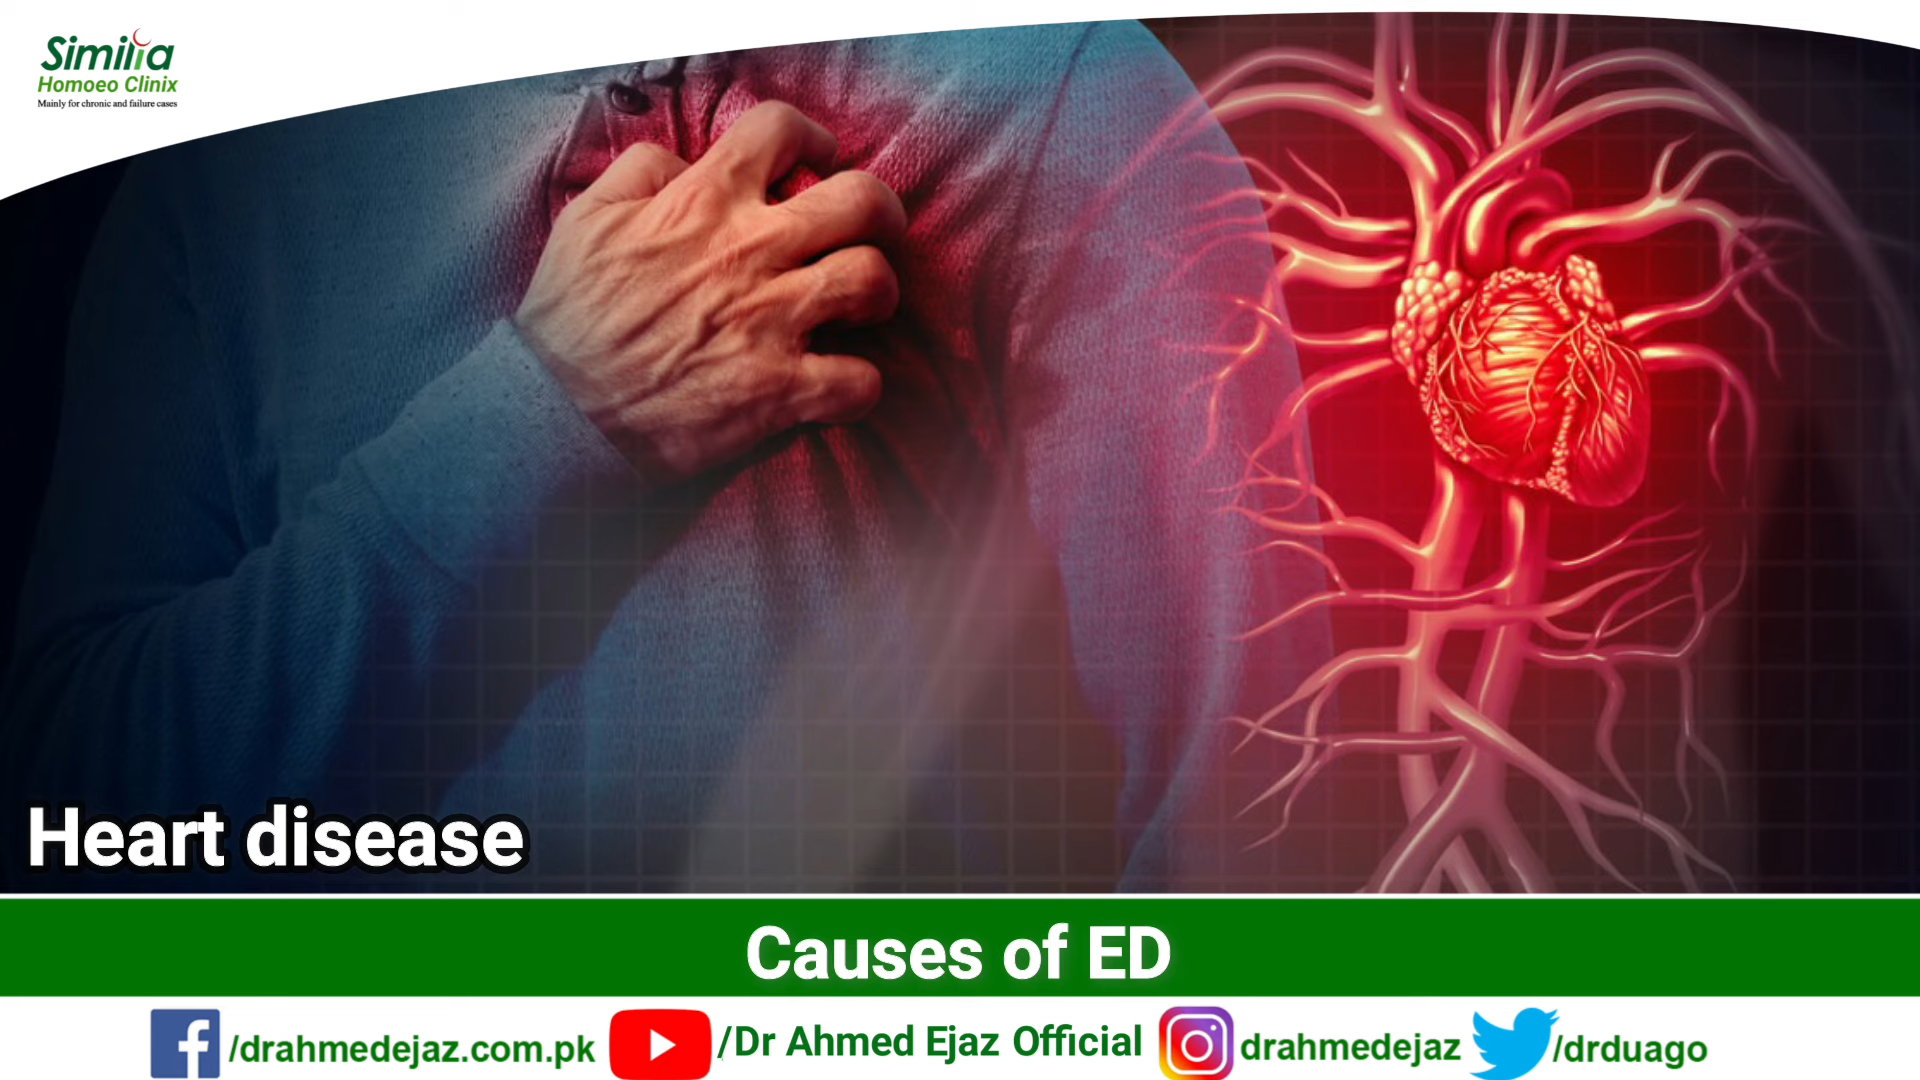 Similia
Homoeo Clinix
Mainly for chronic and failure cases
Heart disease
Causes of ED
/drahmedejaz.com.pk
/Dr Ahmed Ejaz Official
drahmedejaz
/drduago